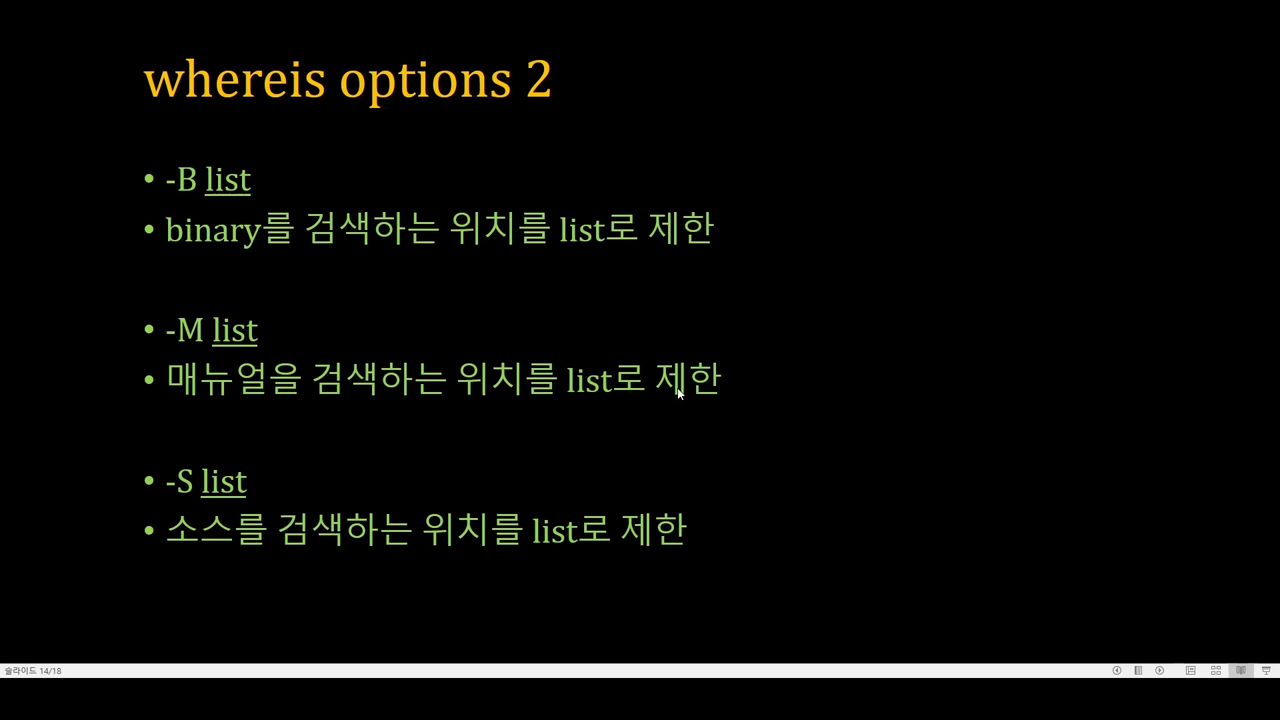 whereis options 2
• -B list
• binary를 검색하는 위치를 list로 제한
• -M list
• 매뉴얼을 검색하는 위치를 list로 제한
• -S list
• 소스를 검색하는 위치를 list로 제한
슬라이드 14/18